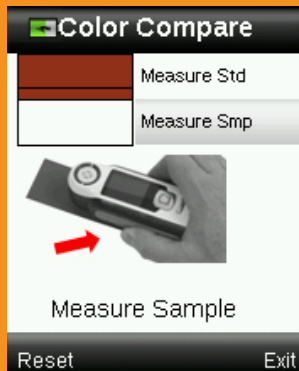 Color Compare
Measure Std
Measure Smp
Measure Sample
Reset Exit